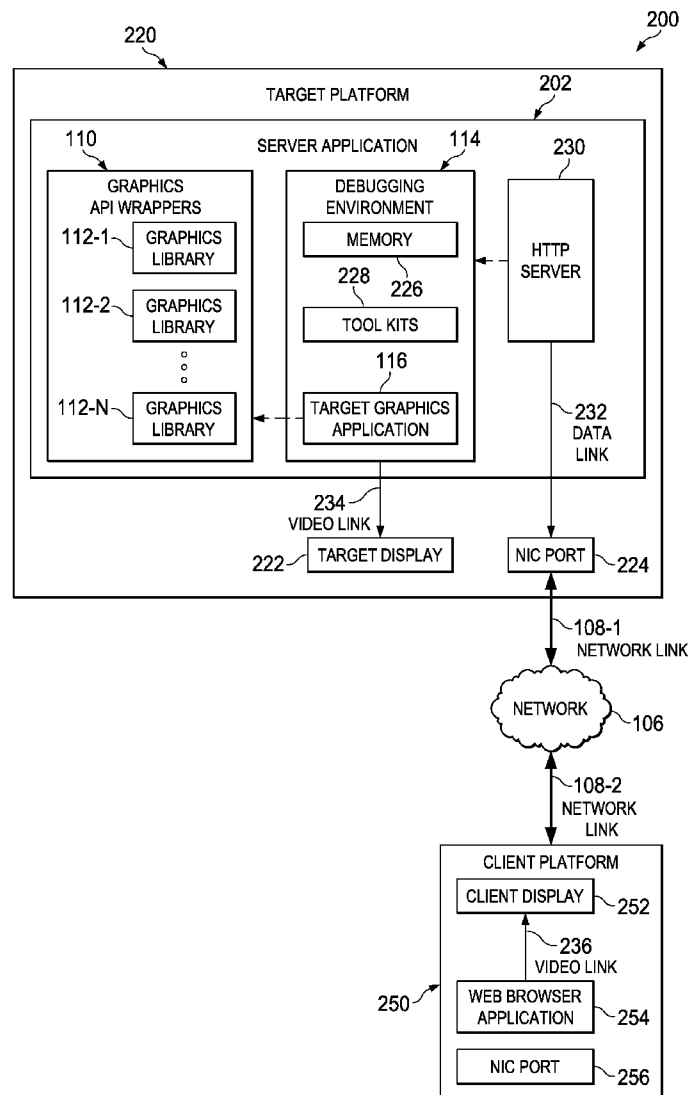 200
220
TARGET PLATFORM
202
SERVER APPLICATION
110
GRAPHICS
API WRAPPERS
112-1
GRAPHICS
LIBRARY
112-2
GRAPHICS
LIBRARY
112-N
GRAPHICS
LIBRARY
114
DEBUGGING
ENVIRONMENT
MEMORY
226
228
TOOL KITS
116
TARGET GRAPHICS
APPLICATION
230
HTTP
SERVER
232
DATA
LINK
234
VIDEO LINK
222
TARGET DISPLAY
NIC PORT
224
108-1
NETWORK LINK
NETWORK
106
108-2
NETWORK
LINK
CLIENT PLATFORM
CLIENT DISPLAY
252
236
VIDEO LINK
250
WEB BROWSER
APPLICATION
254
NIC PORT
256